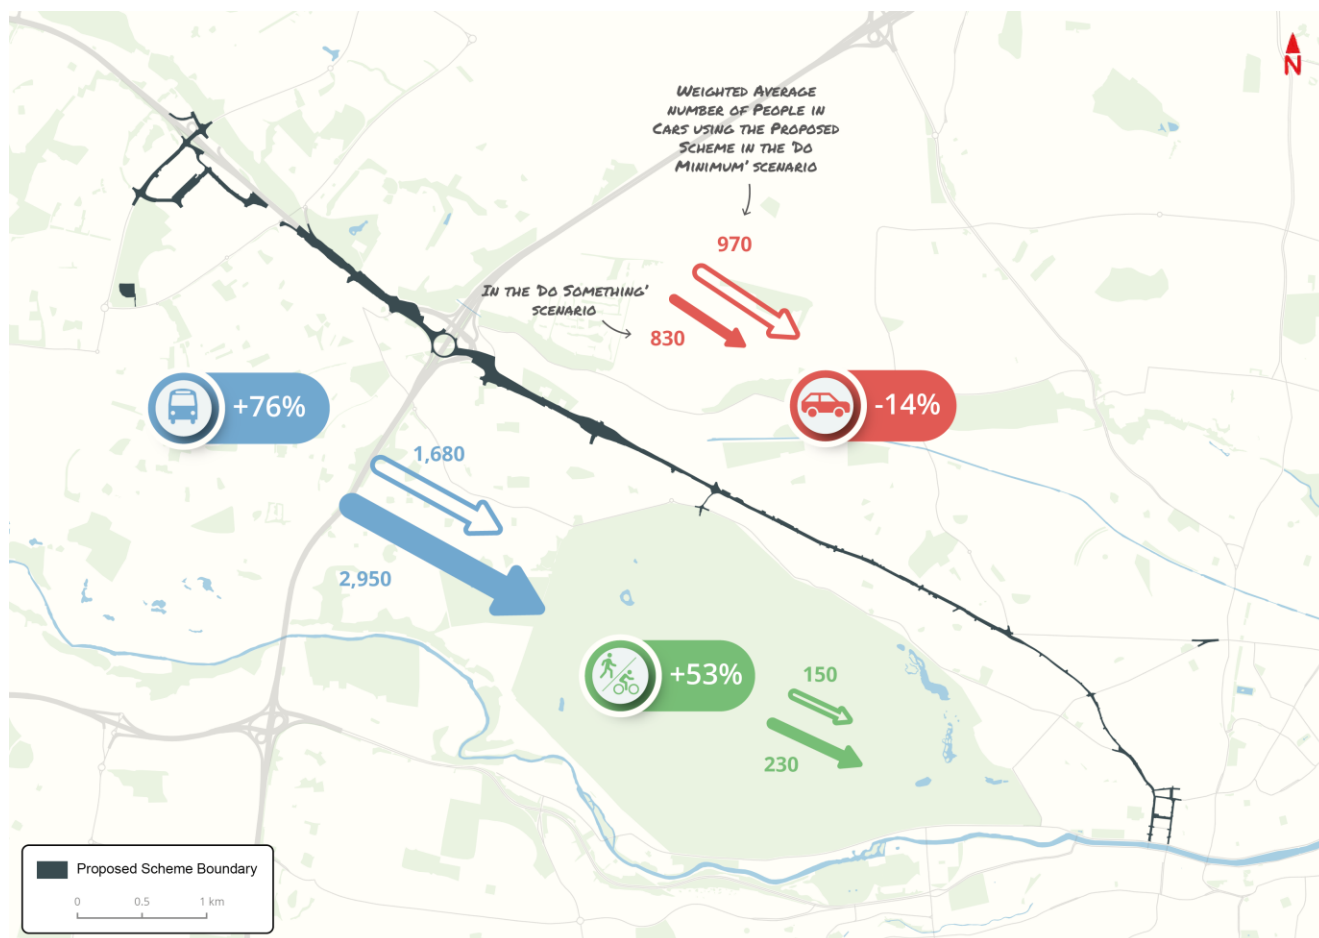 N
WEIGHTED AVERAGE
NUMBER OF PEOPLE IN
CARS USING THE PROPOSED
SCHEME IN THE 'DO
MINIMUM' SCENARIO
970
IN THE 'DO SOMETHING'
SCENARIO
830
+76%
-14%
1,680
2,950
+53%
150
230
Proposed Scheme Boundary
0 0.5 1 km